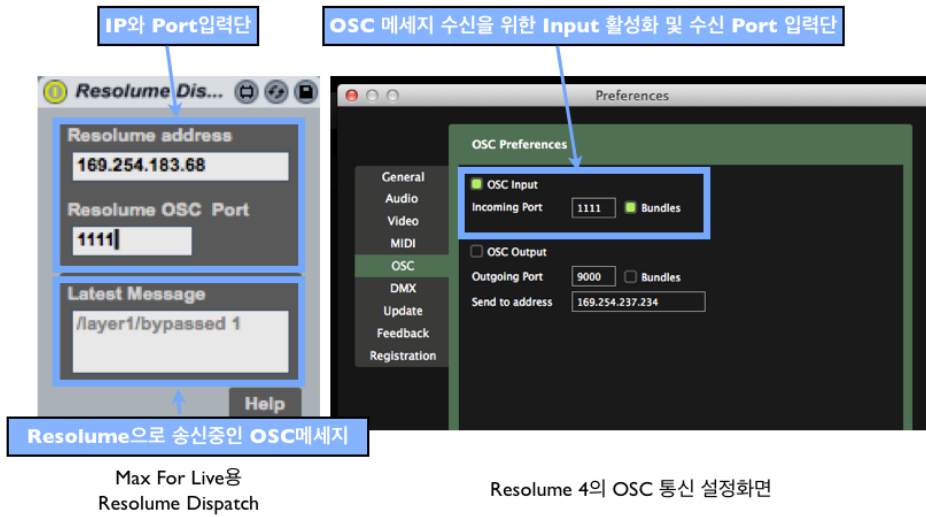 IP와 Port입력단
OSC 메세지 수신을 위한 Input 활성화 및 수신 Port 입력단
Resolume Dis...
Resolume address
169.254.183.68
Resolume OSC Port
1111
Latest Message
/layer1/bypassed 1
Help
Resolume으로 송신중인 OSC메세지
Max For Live용
Resolume Dispatch
Preferences
OSC Preferences
General
Audio
Video
MIDI
OSC
DMX
Update
Feedback
Registration
OSC Input
Incoming Port 1111 Bundles
OSC Output
Outgoing Port 9000 Bundles
Send to address 169.254.237.234
Resolume 4의 OSC 통신 설정화면